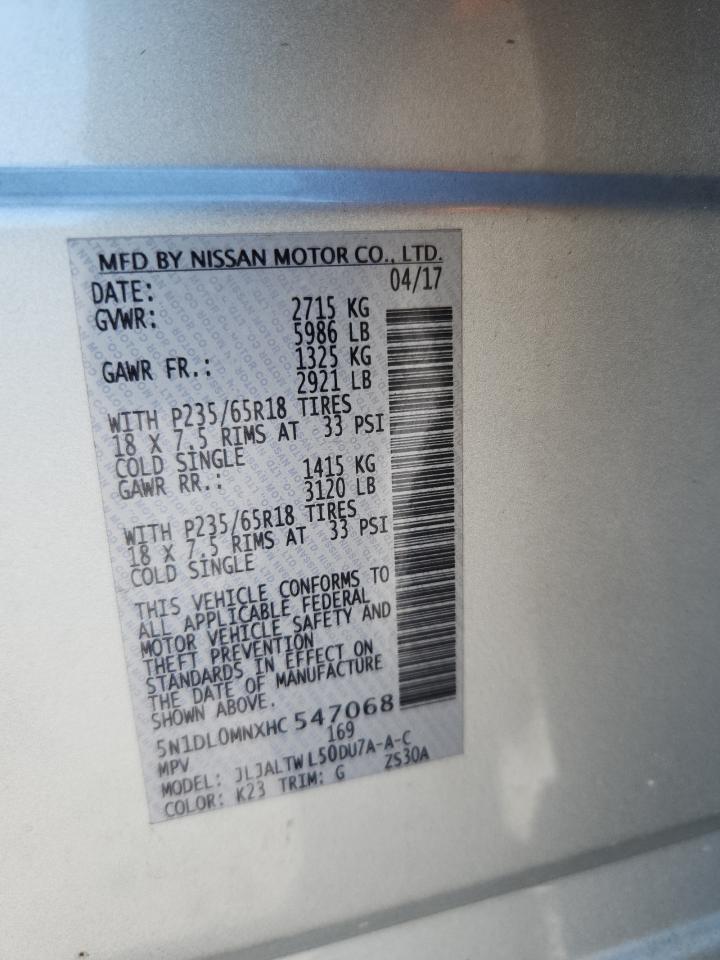 MFD BY NISSAN MOTOR CO., LTD.
DATE: 04/17
GVWR: 2715 KG
5986 LB
GAWR FR.: 1325 KG
2921 LB
WITH P235/65R18 TIRES
18 X 7.5 RIMS AT 33 PSI
COLD SINGLE
GAWR RR.: 1415 KG
3120 LB
WITH P235/65R18 TIRES
18 X 7.5 RIMS AT 33 PSI
COLD SINGLE
THIS VEHICLE CONFORMS TO
ALL APPLICABLE FEDERAL
MOTOR VEHICLE SAFETY AND
THEFT PREVENTION
STANDARDS IN EFFECT ON
THE DATE OF MANUFACTURE
SHOWN ABOVE.
5N1DL0MNXHC 547068
MPV 169
MODEL: JLJALTWL50DU7A-A-C
COLOR: K23 TRIM: G ZS30A